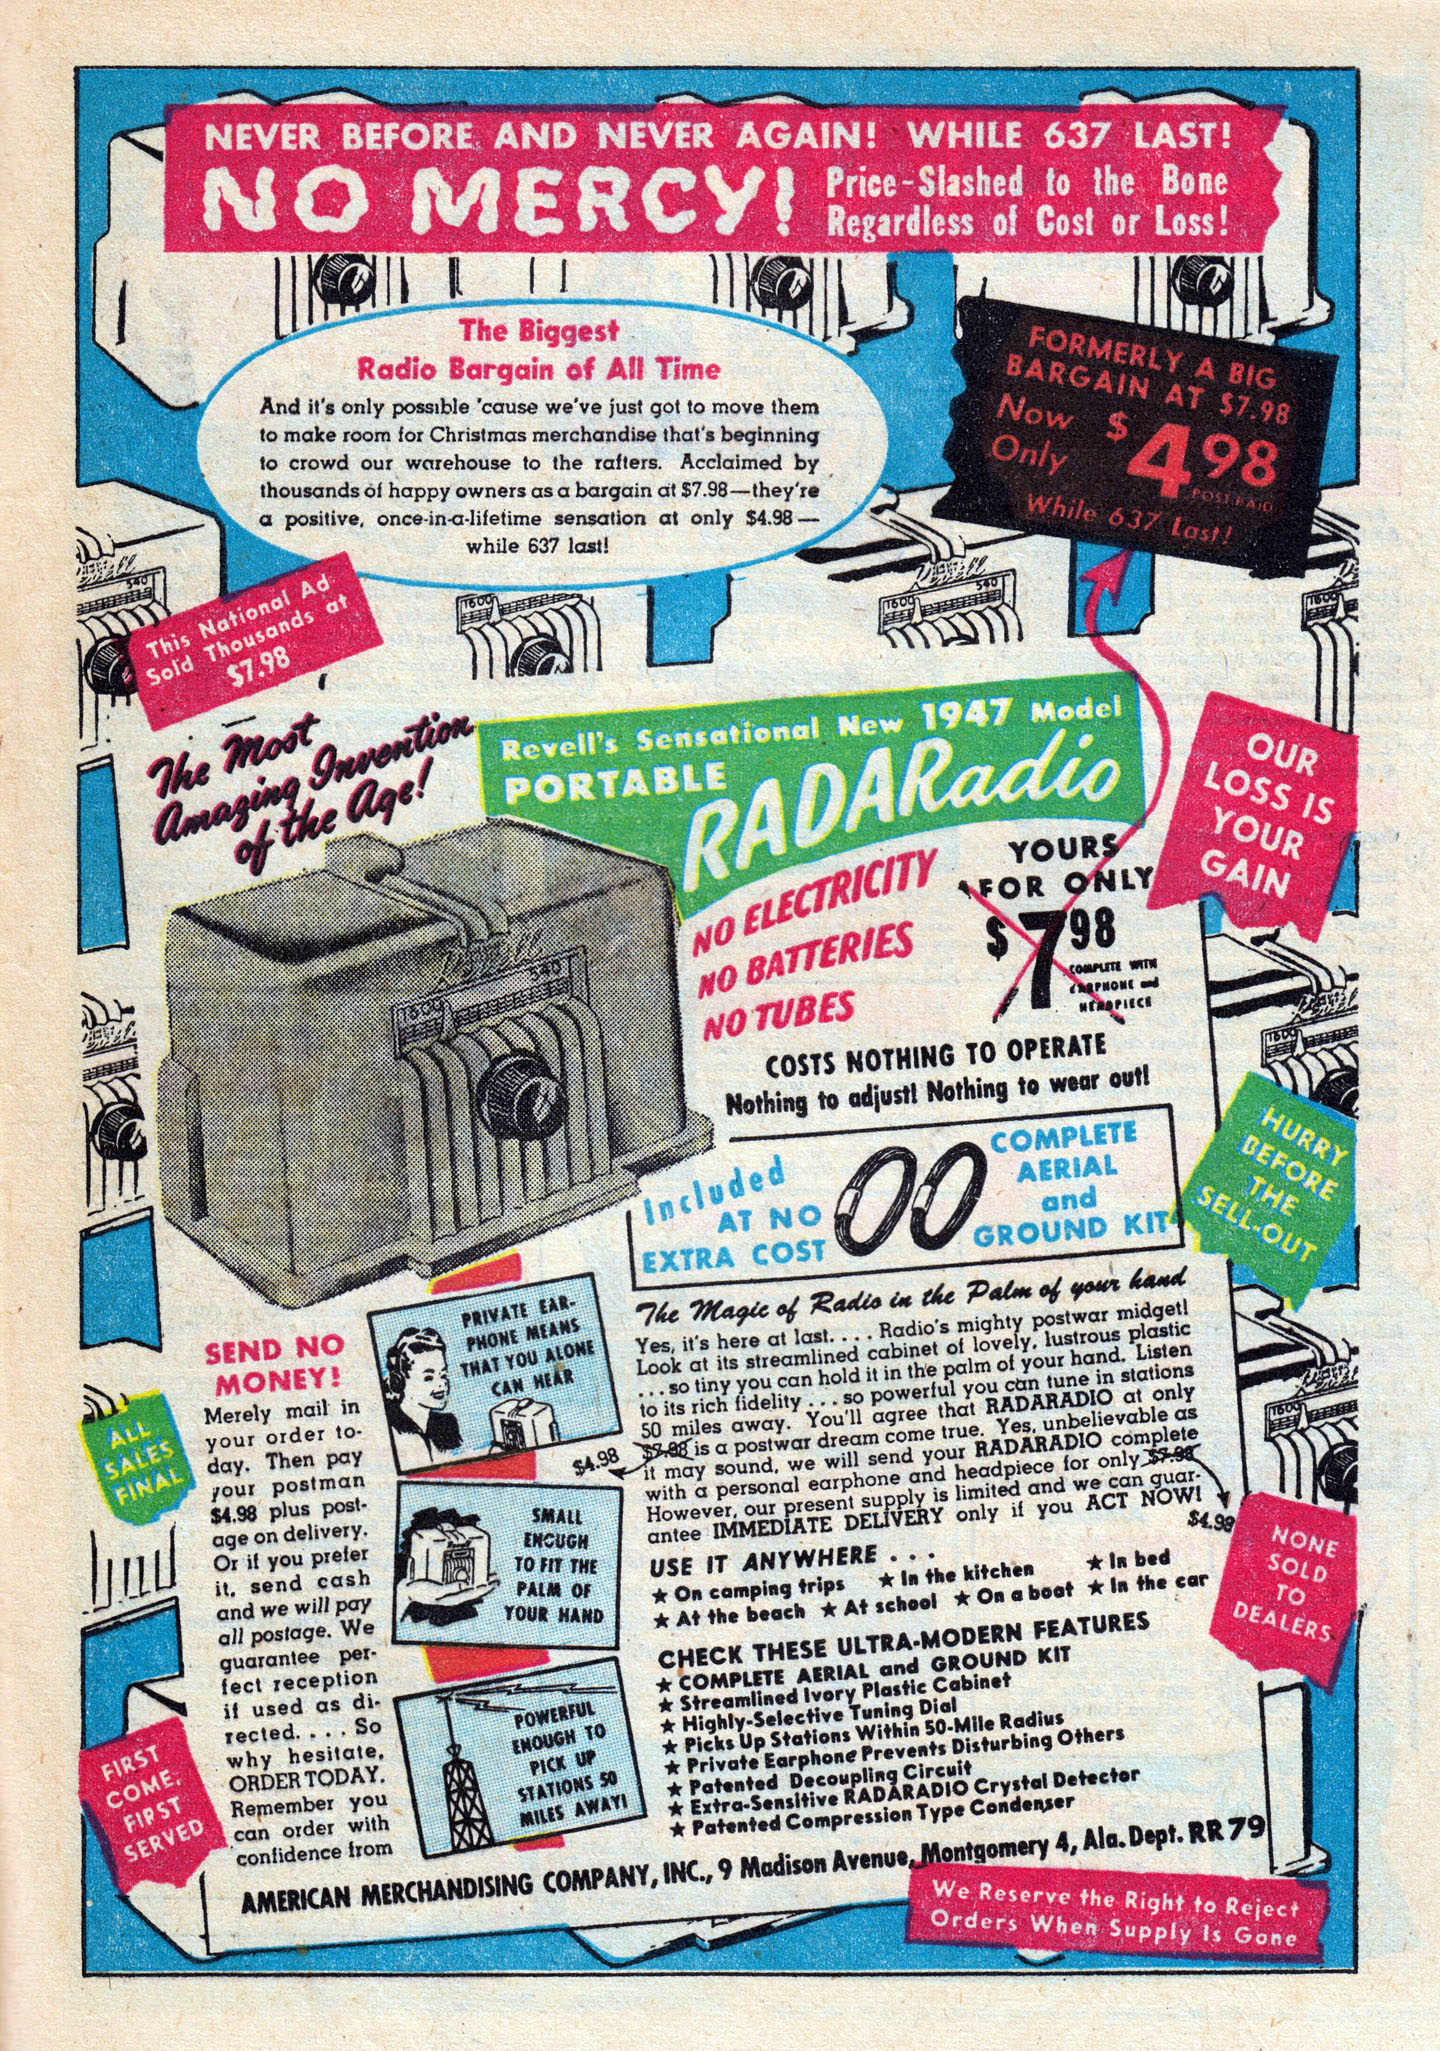 NEVER BEFORE AND NEVER AGAIN! WHILE 637 LAST!
NO MERCY!
Price-Slashed to the Bone
Regardless of Cost or Loss!
The Biggest
Radio Bargain of All Time
And it's only possible 'cause we've just got to move them
to make room for Christmas merchandise that's beginning
to crowd our warehouse to the rafters. Acclaimed by
thousands of happy owners as a bargain at $7.98—they're
a positive, once-in-a-lifetime sensation at only $4.98—
while 637 last!
FORMERLY A BIG
BARGAIN AT $7.98
Now
Only
$4.98
POST PAID
While 637 Last!
This National Ad
Sold Thousands at
$7.98
1600
540
1600
540
The Most
Amazing Invention
of the Age!
Revell's Sensational New 1947 Model
PORTABLE
RADARadio
OUR
LOSS IS
YOUR
GAIN
NO ELECTRICITY
NO BATTERIES
NO TUBES
YOURS
FOR ONLY
$7.98
COMPLETE WITH
EARPHONE and
HEADPIECE
COSTS NOTHING TO OPERATE
Nothing to adjust! Nothing to wear out!
1600
540
Revell
Included
AT NO
EXTRA COST
COMPLETE
AERIAL
and
GROUND KIT
HURRY
BEFORE
THE
SELL-OUT
SEND NO
MONEY!
Merely mail in
your order to-
day. Then pay
your postman
$4.98 plus post-
age on delivery.
Or if you prefer
it, send cash
and we will pay
all postage. We
guarantee per-
fect reception
if used as di-
rected. . . . So
why hesitate,
ORDER TODAY.
Remember you
can order with
confidence from
ALL
SALES
FINAL
FIRST
COME,
FIRST
SERVED
PRIVATE EAR-
PHONE MEANS
THAT YOU ALONE
CAN HEAR
SMALL
ENOUGH
TO FIT THE
PALM OF
YOUR HAND
POWERFUL
ENOUGH TO
PICK UP
STATIONS 50
MILES AWAY!
The Magic of Radio in the Palm of your hand
Yes, it's here at last. . . . Radio's mighty postwar midget!
Look at its streamlined cabinet of lovely, lustrous plastic
. . . so tiny you can hold it in the palm of your hand. Listen
to its rich fidelity . . . so powerful you can tune in stations
50 miles away. You'll agree that RADARADIO at only
$4.98 $7.98 is a postwar dream come true. Yes, unbelievable as
it may sound, we will send your RADARADIO complete
with a personal earphone and headpiece for only $7.98
However, our present supply is limited and we can guar-
antee IMMEDIATE DELIVERY only if you ACT NOW!
$4.98
USE IT ANYWHERE . . .
★ On camping trips ★ In the kitchen ★ In bed
★ At the beach ★ At school ★ On a boat ★ In the car
NONE
SOLD
TO
DEALERS
CHECK THESE ULTRA-MODERN FEATURES
★ COMPLETE AERIAL and GROUND KIT
★ Streamlined Ivory Plastic Cabinet
★ Highly-Selective Tuning Dial
★ Picks Up Stations Within 50-Mile Radius
★ Private Earphone Prevents Disturbing Others
★ Patented Decoupling Circuit
★ Extra-Sensitive RADARADIO Crystal Detector
★ Patented Compression Type Condenser
AMERICAN MERCHANDISING COMPANY, INC., 9 Madison Avenue, Montgomery 4, Ala. Dept. RR 79
We Reserve the Right to Reject
Orders When Supply Is Gone